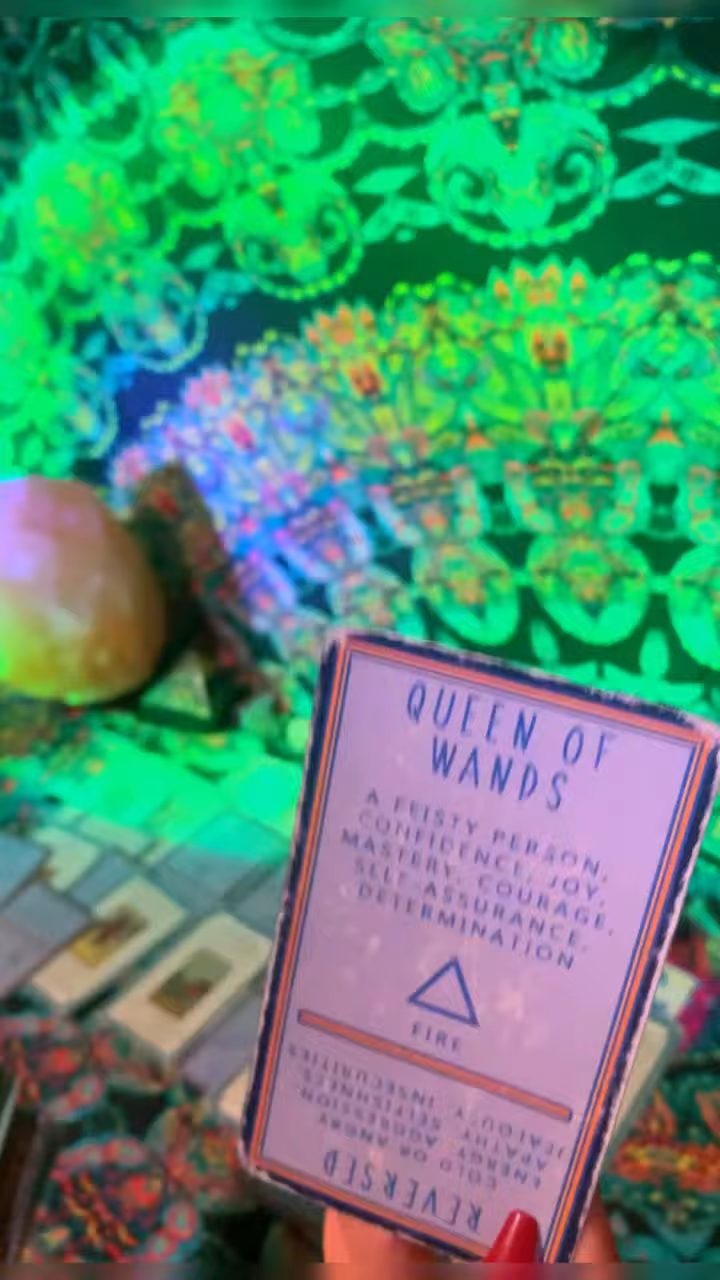 QUEEN OF
WANDS
A FEISTY PERSON,
CONFIDENCE, JOY,
MASTERY, COURAGE,
SELF-ASSURANCE,
DETERMINATION
FIRE
REVERSED
COLD OR ANGRY
ENERGY, AGGRESSION
APATHY, SELFISHNESS,
JEALOUSY, INSECURITIES